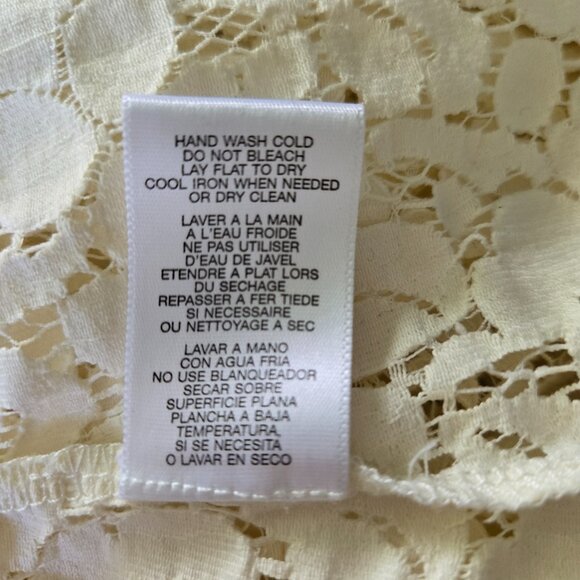 HAND WASH COLD
DO NOT BLEACH
LAY FLAT TO DRY
COOL IRON WHEN NEEDED
OR DRY CLEAN
LAVER A LA MAIN
A L'EAU FROIDE
NE PAS UTILISER
D'EAU DE JAVEL
ETENDRE A PLAT LORS
DU SECHAGE
REPASSER A FER TIEDE
SI NECESSAIRE
OU NETTOYAGE A SEC
LAVAR A MANO
CON AGUA FRIA
NO USE BLANQUEADOR
SECAR SOBRE
SUPERFICIE PLANA
PLANCHA A BAJA
TEMPERATURA,
SI SE NECESITA
O LAVAR EN SECO